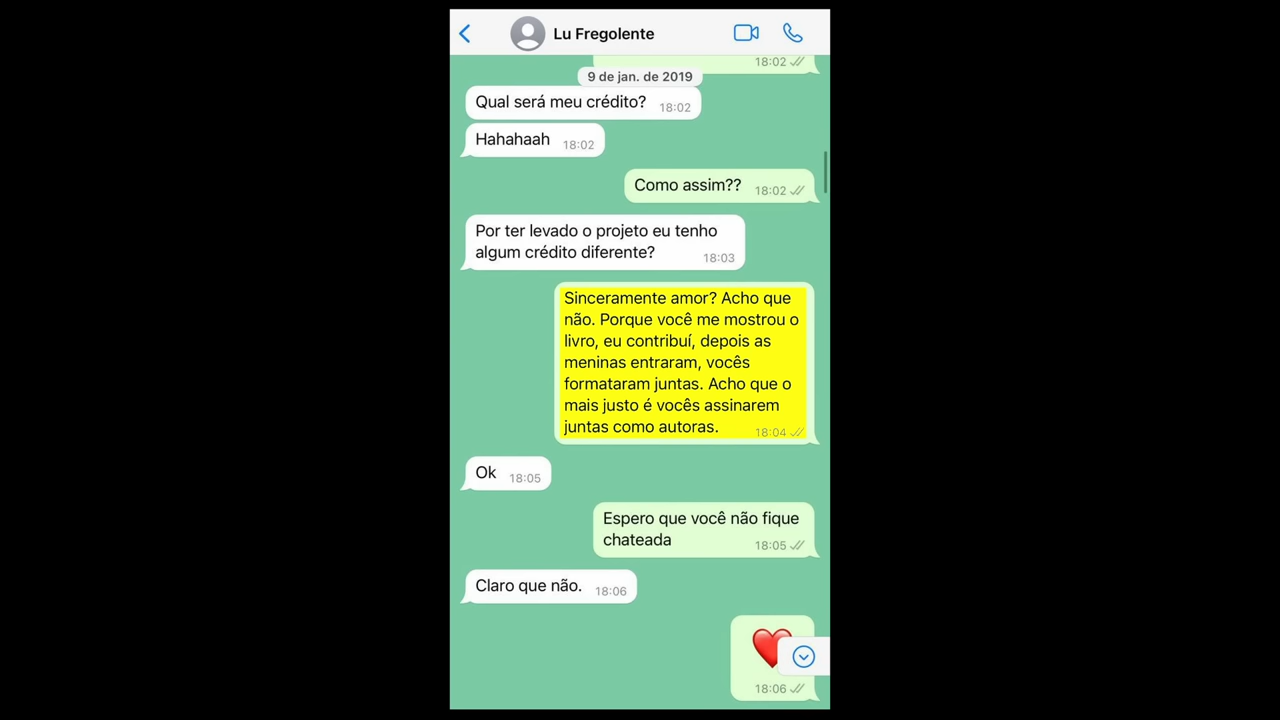 Lu Fregolente
18:02
9 de jan. de 2019
Qual será meu crédito? 18:02
Hahahaah 18:02
Como assim?? 18:02
Por ter levado o projeto eu tenho
algum crédito diferente? 18:03
Sinceramente amor? Acho que
não. Porque você me mostrou o
livro, eu contribuí, depois as
meninas entraram, vocês
formataram juntas. Acho que o
mais justo é vocês assinarem
juntas como autoras. 18:04
Ok 18:05
Espero que você não fique
chateada 18:05
Claro que não. 18:06
18:06